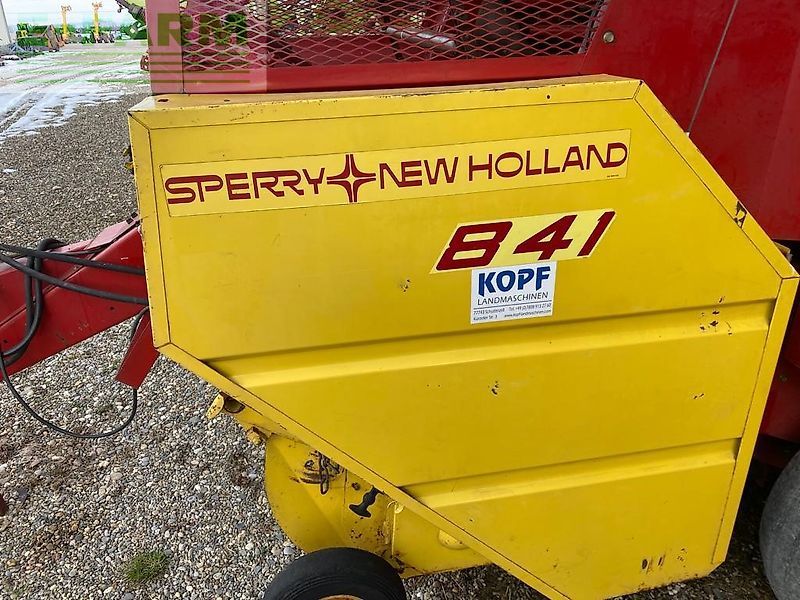 SPERRY NEW HOLLAND
841
KOPF
LANDMASCHINEN